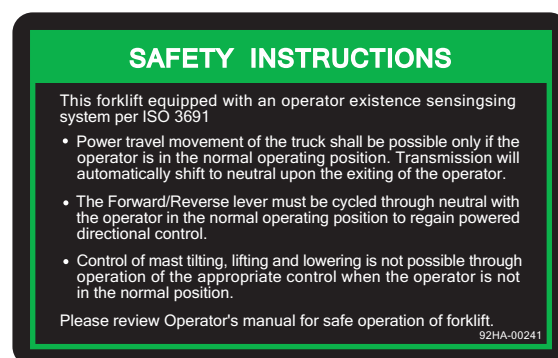 SAFETY INSTRUCTIONS
This forklift equipped with an operator existence sensingsing
system per ISO 3691
• Power travel movement of the truck shall be possible only if the
operator is in the normal operating position. Transmission will
automatically shift to neutral upon the exiting of the operator.
• The Forward/Reverse lever must be cycled through neutral with
the operator in the normal operating position to regain powered
directional control.
• Control of mast tilting, lifting and lowering is not possible through
operation of the appropriate control when the operator is not
in the normal position.
Please review Operator's manual for safe operation of forklift.
92HA-00241